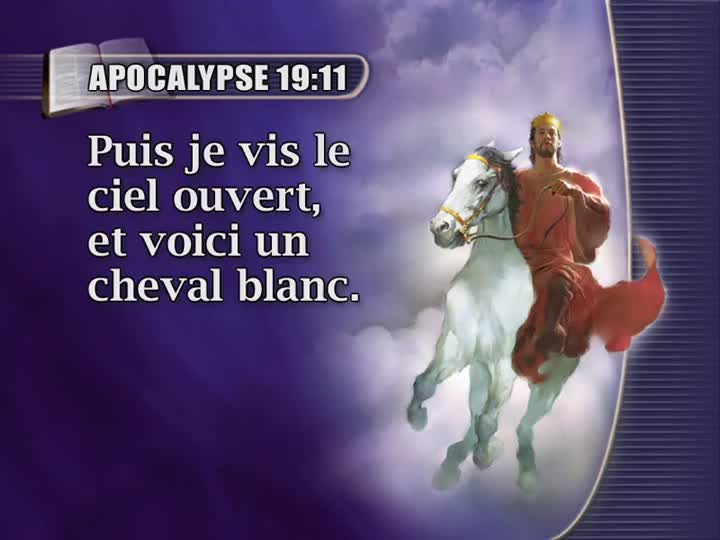 APOCALYPSE 19:11
Puis je vis le
ciel ouvert,
et voici un
cheval blanc.